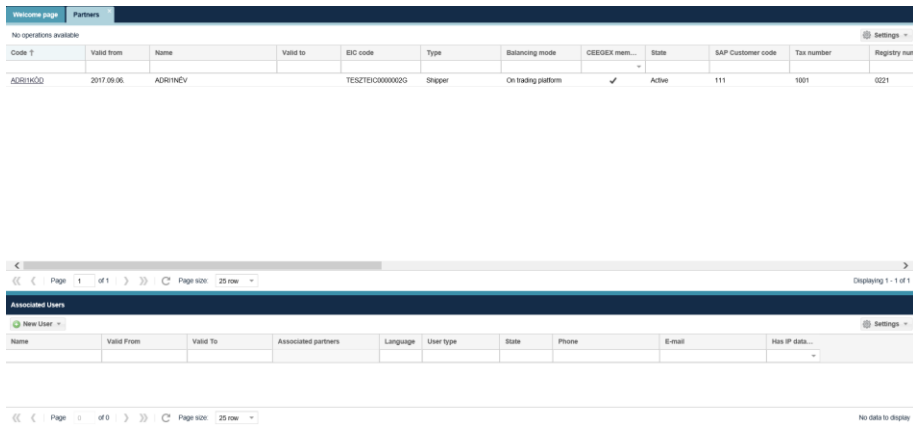 Welcome page Partners
No operations available Settings
Code ↑ Valid from Name Valid to EIC code Type Balancing mode CEEGEX mem... State SAP Customer code Tax number Registry num
ADRI1KÓD 2017.09.06. ADRI1NÉV TESZTEIC0000002G Shipper On trading platform ✓ Active 111 1001 0221
Page 1 of 1 Page size: 25 row Displaying 1 - 1 of 1
Associated Users
New User Settings
Name Valid From Valid To Associated partners Language User type State Phone E-mail Has IP data...
Page 0 of 0 Page size: 25 row No data to display